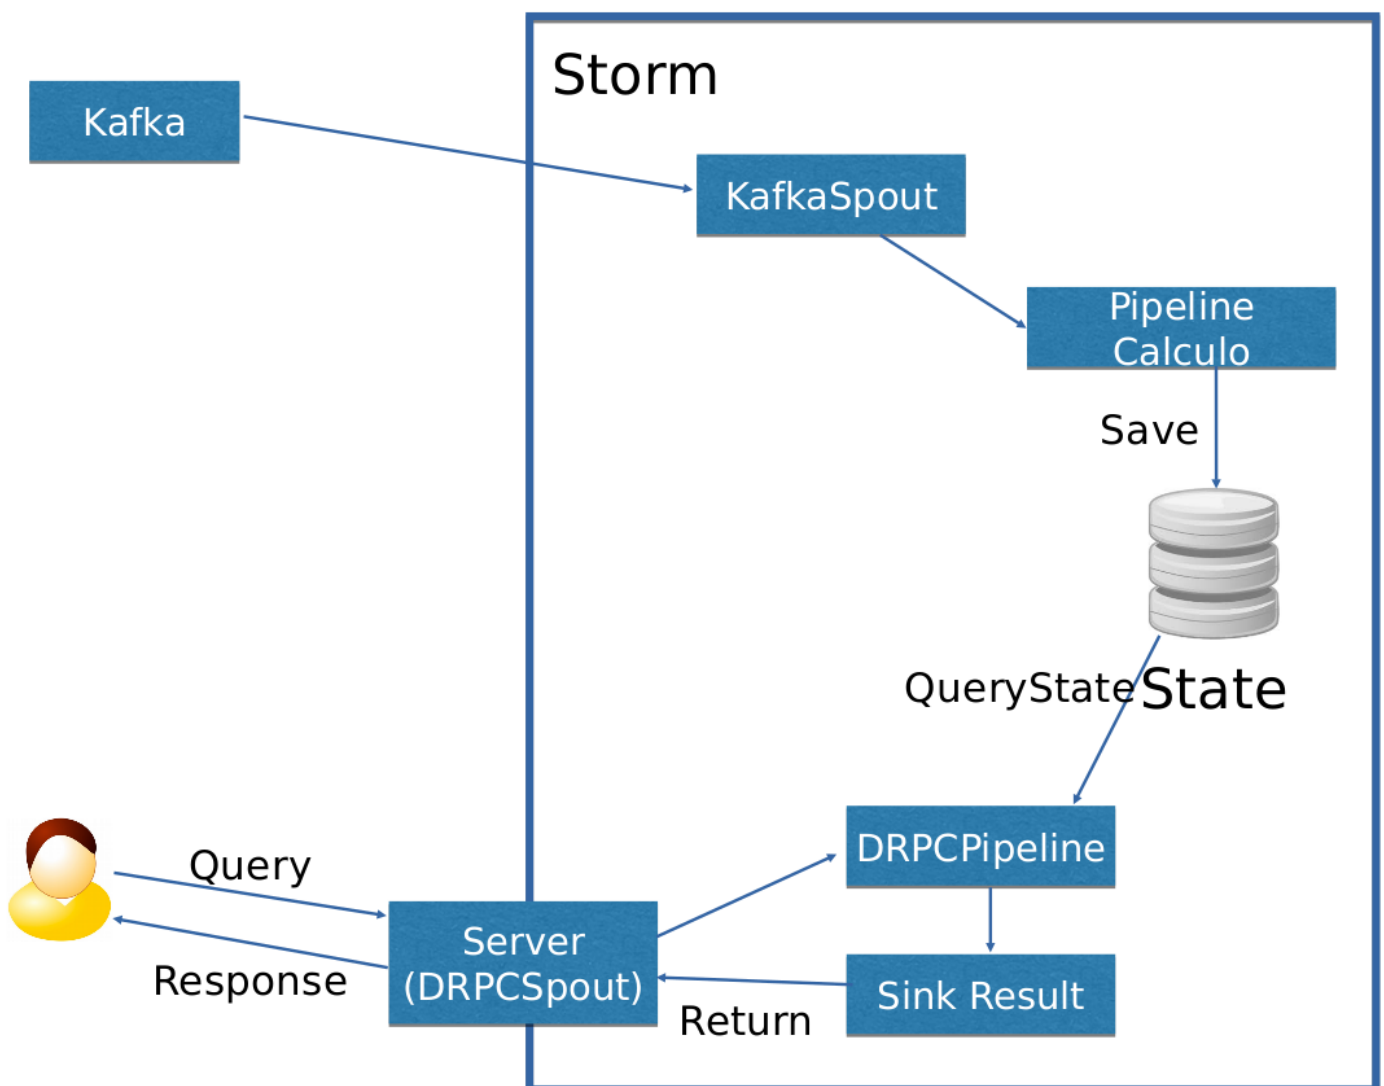 Storm
Kafka
KafkaSpout
Pipeline
Calculo
Save
QueryState
State
DRPCPipeline
Query
Server
(DRPCSpout)
Response
Sink Result
Return